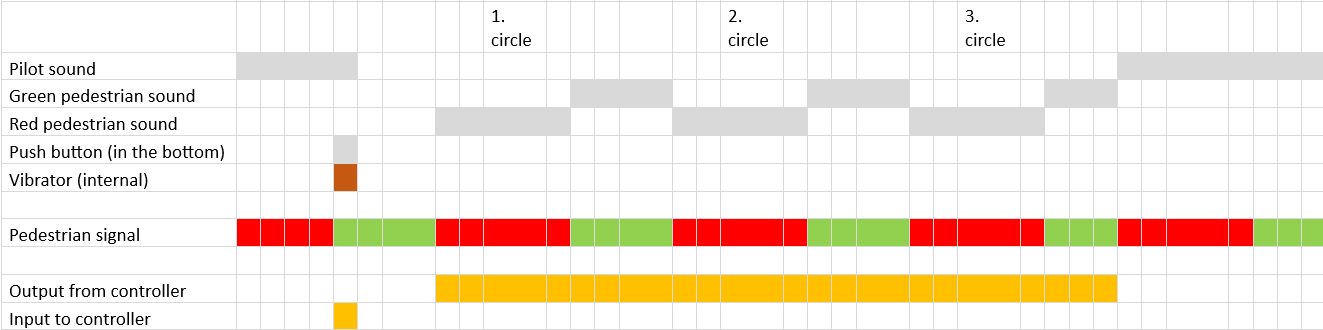 1.
circle
2.
circle
3.
circle
Pilot sound
Green pedestrian sound
Red pedestrian sound
Push button (in the bottom)
Vibrator (internal)
Pedestrian signal
Output from controller
Input to controller